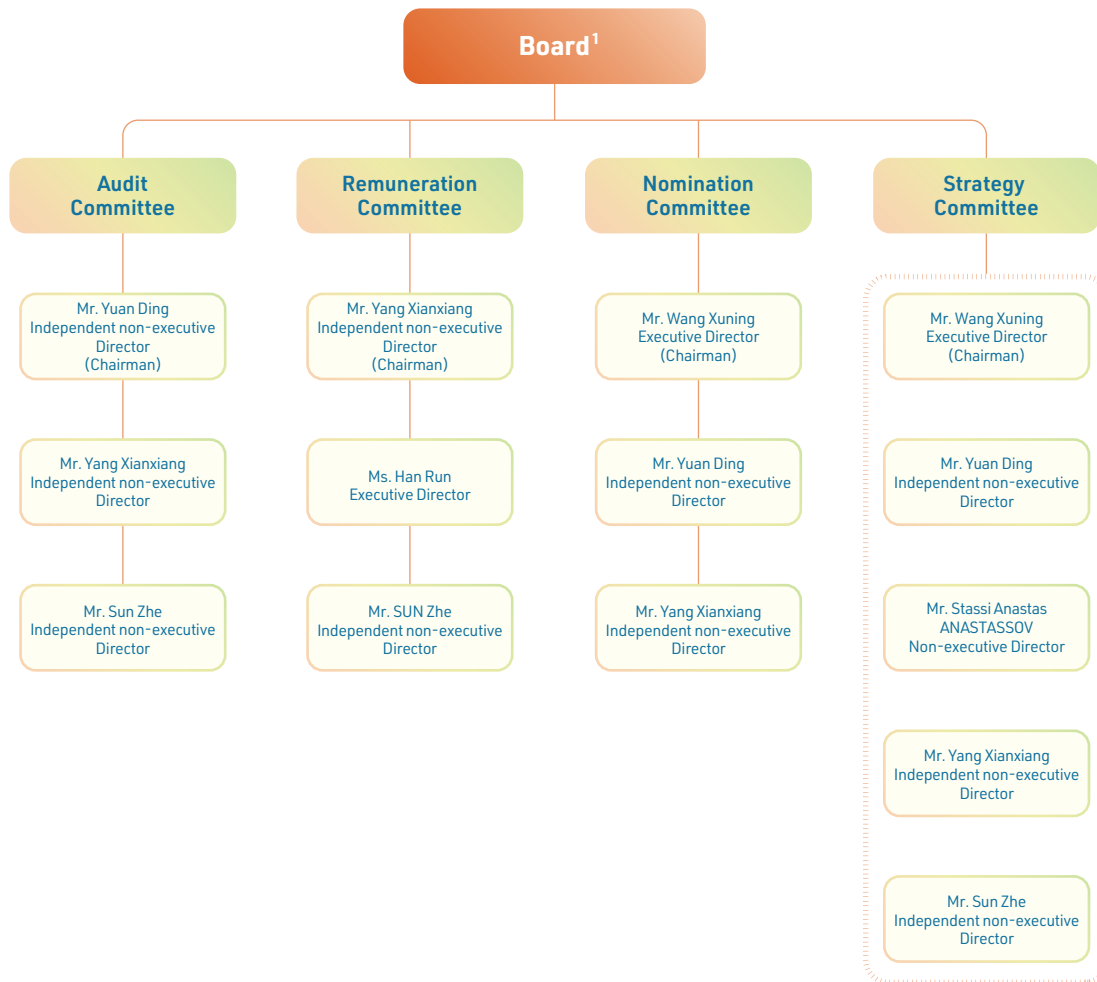 Board¹
Audit
Committee
Remuneration
Committee
Nomination
Committee
Strategy
Committee
Mr. Yuan Ding
Independent non-executive
Director
(Chairman)
Mr. Yang Xianxiang
Independent non-executive
Director
(Chairman)
Mr. Wang Xuning
Executive Director
(Chairman)
Mr. Wang Xuning
Executive Director
(Chairman)
Mr. Yang Xianxiang
Independent non-executive
Director
Ms. Han Run
Executive Director
Mr. Yuan Ding
Independent non-executive
Director
Mr. Yuan Ding
Independent non-executive
Director
Mr. Sun Zhe
Independent non-executive
Director
Mr. SUN Zhe
Independent non-executive
Director
Mr. Yang Xianxiang
Independent non-executive
Director
Mr. Stassi Anastas
ANASTASSOV
Non-executive Director
Mr. Yang Xianxiang
Independent non-executive
Director
Mr. Sun Zhe
Independent non-executive
Director